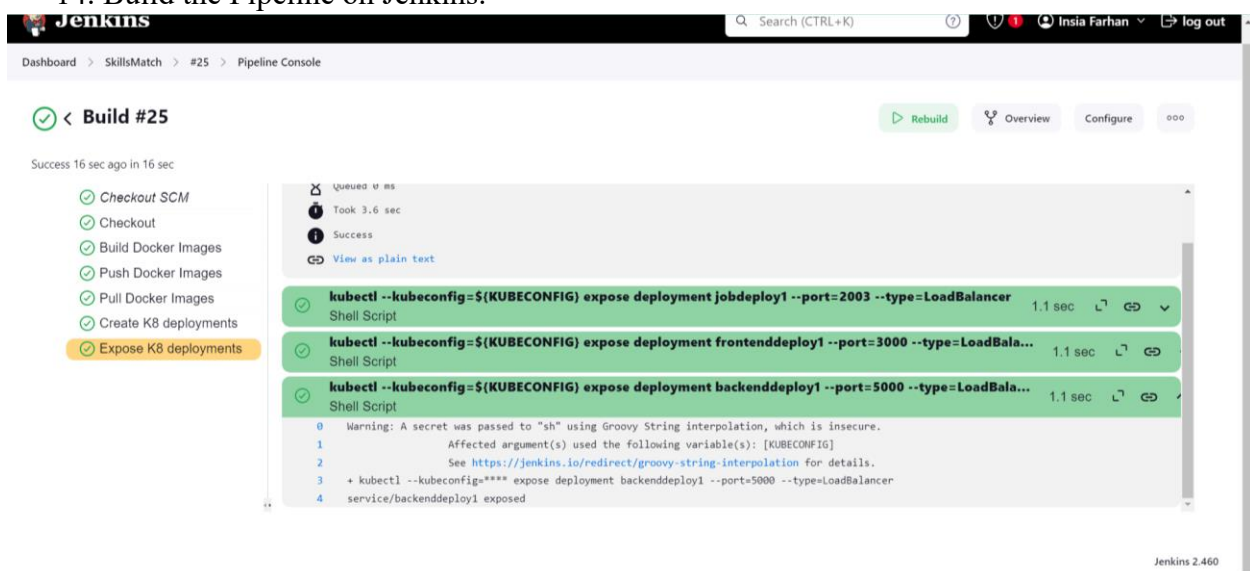 14. Build the Pipeline on Jenkins.
Jenkins
Search (CTRL+K)
1
Insia Farhan
log out
Dashboard > SkillsMatch > #25 > Pipeline Console
Build #25
Rebuild
Overview
Configure
Success 16 sec ago in 16 sec
Checkout SCM
Checkout
Build Docker Images
Push Docker Images
Pull Docker Images
Create K8 deployments
Expose K8 deployments
Queued 0 ms
Took 3.6 sec
Success
View as plain text
kubectl --kubeconfig=${KUBECONFIG} expose deployment jobdeploy1 --port=2003 --type=LoadBalancer
Shell Script
1.1 sec
kubectl --kubeconfig=${KUBECONFIG} expose deployment frontenddeploy1 --port=3000 --type=LoadBala...
Shell Script
1.1 sec
kubectl --kubeconfig=${KUBECONFIG} expose deployment backenddeploy1 --port=5000 --type=LoadBala...
Shell Script
1.1 sec
0 Warning: A secret was passed to "sh" using Groovy String interpolation, which is insecure.
1 Affected argument(s) used the following variable(s): [KUBECONFIG]
2 See https://jenkins.io/redirect/groovy-string-interpolation for details.
3 + kubectl --kubeconfig=**** expose deployment backenddeploy1 --port=5000 --type=LoadBalancer
4 service/backenddeploy1 exposed
Jenkins 2.460